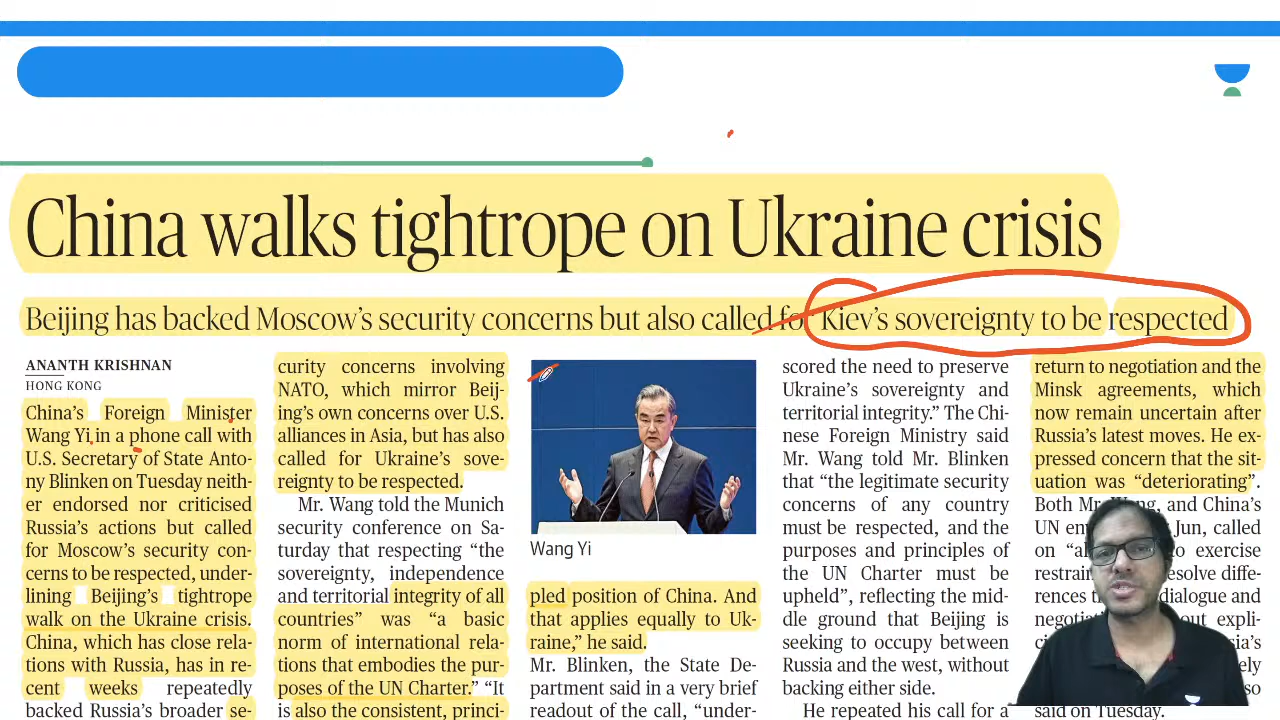 China walks tightrope on Ukraine crisis
Beijing has backed Moscow's security concerns but also called for Kiev's sovereignty to be respected
ANANTH KRISHNAN
HONG KONG
China's Foreign Minister
Wang Yi in a phone call with
U.S. Secretary of State Anto-
ny Blinken on Tuesday neith-
er endorsed nor criticised
Russia's actions but called
for Moscow's security con-
cerns to be respected, under-
lining Beijing's tightrope
walk on the Ukraine crisis.
China, which has close rela-
tions with Russia, has in re-
cent weeks repeatedly
backed Russia's broader se-
curity concerns involving
NATO, which mirror Beij-
ing's own concerns over U.S.
alliances in Asia, but has also
called for Ukraine's sove-
reignty to be respected.
Mr. Wang told the Munich
security conference on Sa-
turday that respecting "the
sovereignty, independence
and territorial integrity of all
countries" was "a basic
norm of international rela-
tions that embodies the pur-
poses of the UN Charter." "It
is also the consistent, princi-
Wang Yi
pled position of China. And
that applies equally to Uk-
raine," he said.
Mr. Blinken, the State De-
partment said in a very brief
readout of the call, "under-
scored the need to preserve
Ukraine's sovereignty and
territorial integrity." The Chi-
nese Foreign Ministry said
Mr. Wang told Mr. Blinken
that "the legitimate security
concerns of any country
must be respected, and the
purposes and principles of
the UN Charter must be
upheld", reflecting the mid-
dle ground that Beijing is
seeking to occupy between
Russia and the west, without
backing either side.
He repeated his call for a
return to negotiation and the
Minsk agreements, which
now remain uncertain after
Russia's latest moves. He ex-
pressed concern that the sit-
uation was "deteriorating".
Both Mr. Wang, and China's
UN Jun, called
on exercise
restrain resolve diffe-
rences dialogue and
said on Tuesday.